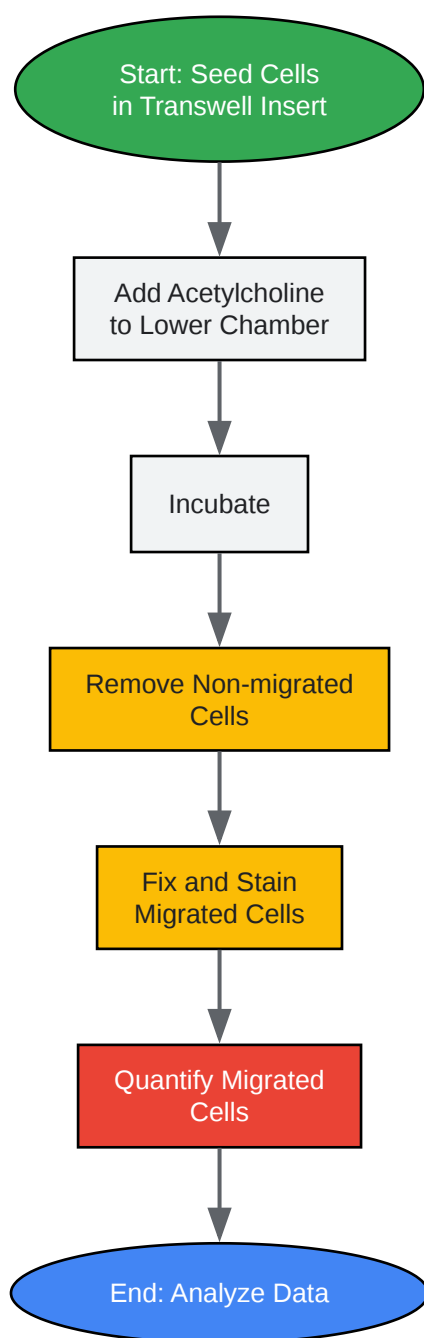 Start: Seed Cells
in Transwell Insert
Add Acetylcholine
to Lower Chamber
Incubate
Remove Non-migrated
Cells
Fix and Stain
Migrated Cells
Quantify Migrated
Cells
End: Analyze Data